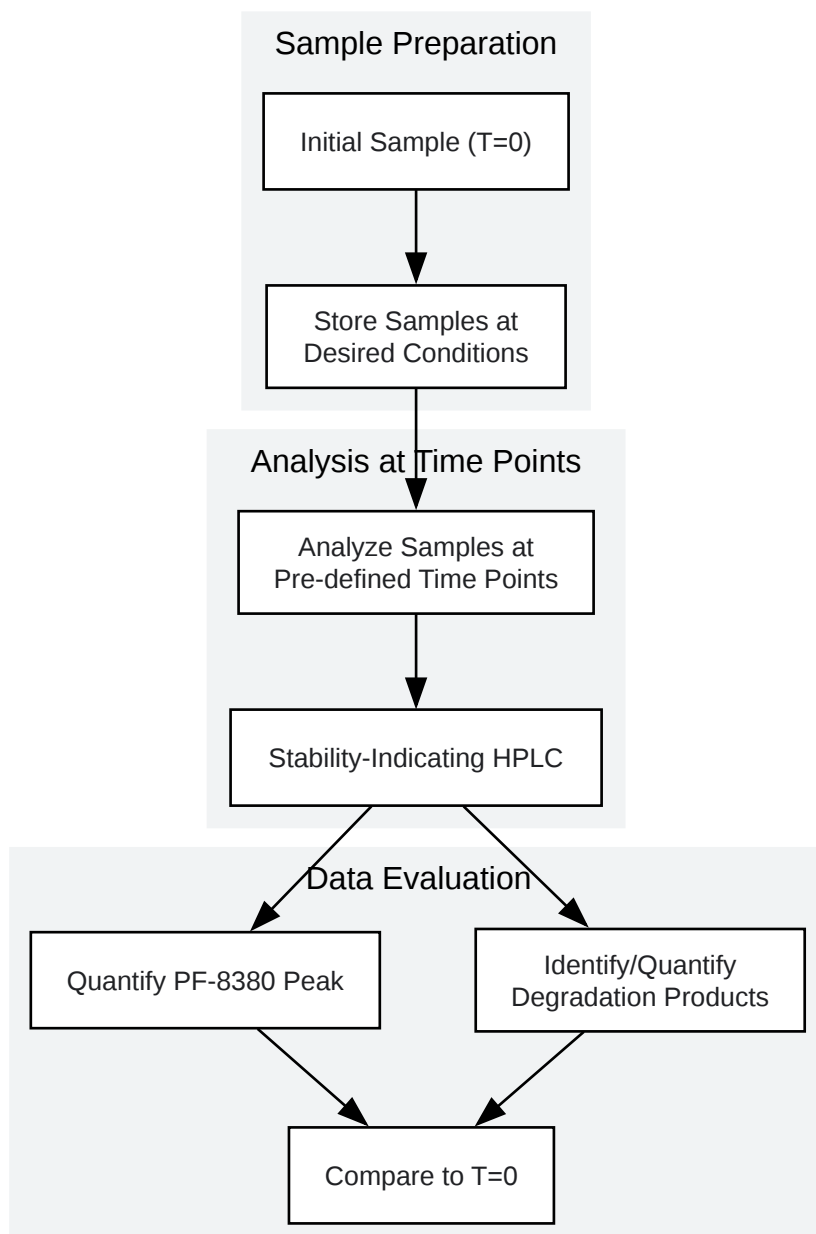 Sample Preparation
Initial Sample (T=0)
Store Samples at
Desired Conditions
Analysis at Time Points
Analyze Samples at
Pre-defined Time Points
Stability-Indicating HPLC
Data Evaluation
Quantify PF-8380 Peak
Identify/Quantify
Degradation Products
Compare to T=0